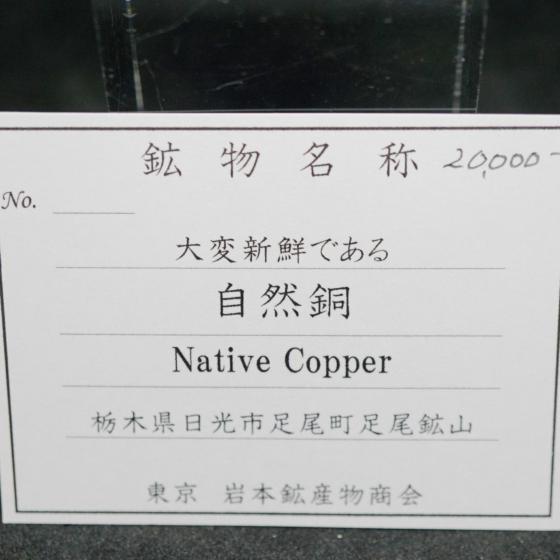 鉱物名称 20,000-
No.
大変新鮮である
自然銅
Native Copper
栃木県日光市足尾町足尾鉱山
東京 岩本鉱産物商会